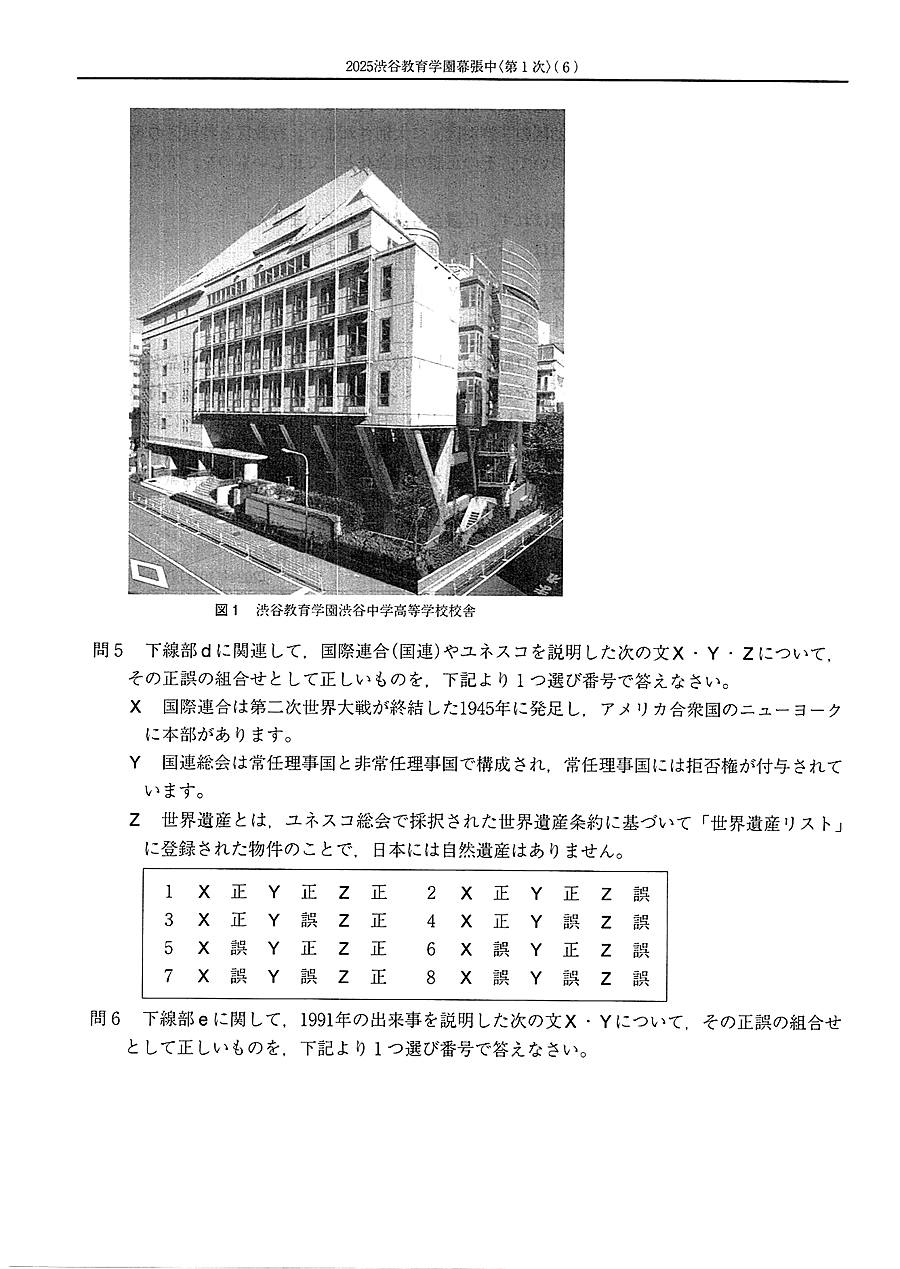 2025渋谷教育学園幕張中〈第1次〉(6)
図1 渋谷教育学園渋谷中学高等学校校舎
問5 下線部dに関連して,国際連合(国連)やユネスコを説明した次の文X・Y・Zについて,
その正誤の組合せとして正しいものを,下記より1つ選び番号で答えなさい。
X 国際連合は第二次世界大戦が終結した1945年に発足し,アメリカ合衆国のニューヨーク
に本部があります。
Y 国連総会は常任理事国と非常任理事国で構成され,常任理事国には拒否権が付与されて
います。
Z 世界遺産とは,ユネスコ総会で採択された世界遺産条約に基づいて「世界遺産リスト」
に登録された物件のことで,日本には自然遺産はありません。
1 X 正 Y 正 Z 正 2 X 正 Y 正 Z 誤
3 X 正 Y 誤 Z 正 4 X 正 Y 誤 Z 誤
5 X 誤 Y 正 Z 正 6 X 誤 Y 正 Z 誤
7 X 誤 Y 誤 Z 正 8 X 誤 Y 誤 Z 誤
問6 下線部eに関して,1991年の出来事を説明した次の文X・Yについて,その正誤の組合せ
として正しいものを,下記より1つ選び番号で答えなさい。